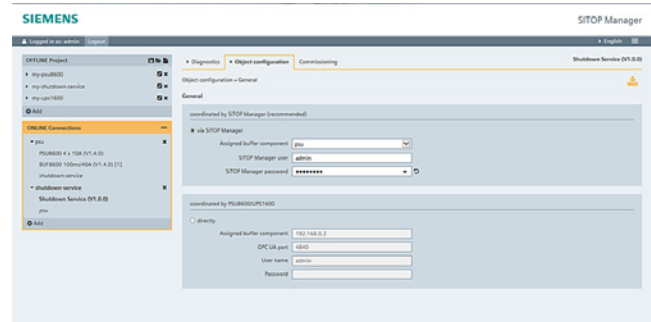 SIEMENS
SITOP Manager
Logged in as: admin Logout
English
OFFLINE Project
my-psu8600
my-shutdown-service
my-ups1600
Add
ONLINE Connections
psu
PSU8600 4 x 10A (V1.4.0)
BUF8600 100ms/40A (V1.4.0) [1]
shutdown service
shutdown service
Shutdown Service (V1.0.0)
psu
Add
Diagnostics Object configuration Commissioning
Shutdown Service (V1.0.0)
Object configuration » General
General
coordinated by SITOP Manager (recommended)
via SITOP Manager
Assigned buffer component psu
SITOP Manager user admin
SITOP Manager password ••••••••
coordinated by PSU8600/UPS1600
directly
Assigned buffer component 192.168.0.3
OPC UA port 4840
User name admin
Password